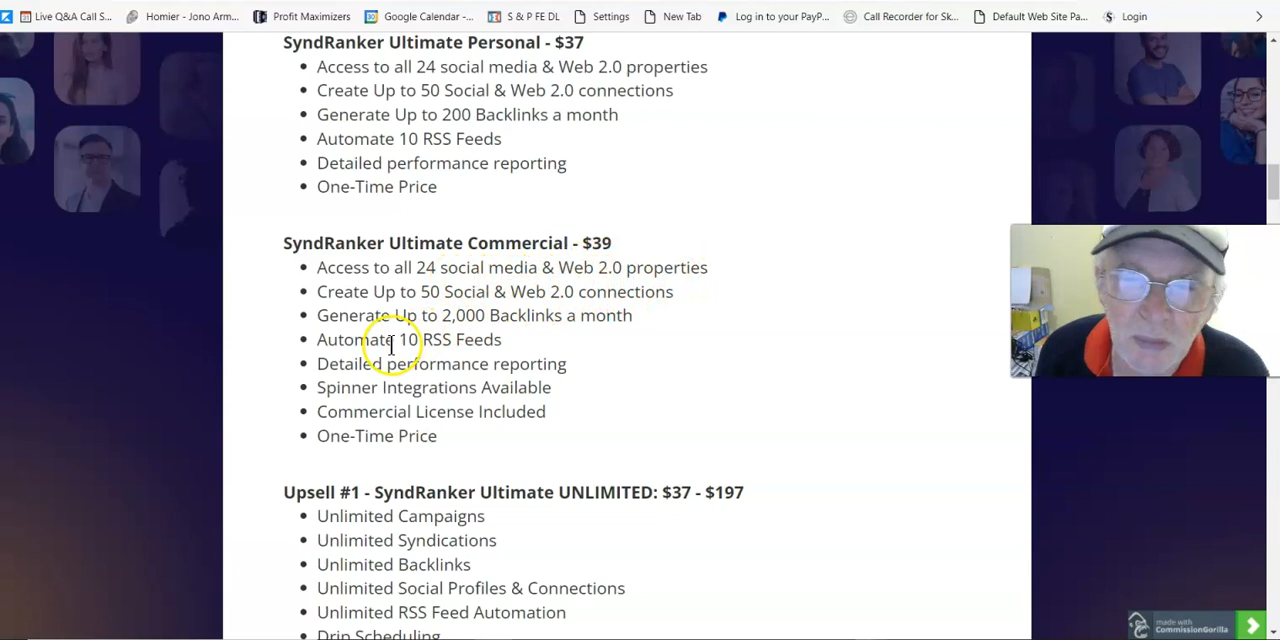 Live Q&A Call S...
Homier - Jono Arm...
Profit Maximizers
Google Calendar -...
S & P FE DL
Settings
New Tab
Log in to your PayP...
Call Recorder for Sk...
Default Web Site Pa...
Login
SyndRanker Ultimate Personal - $37
• Access to all 24 social media & Web 2.0 properties
• Create Up to 50 Social & Web 2.0 connections
• Generate Up to 200 Backlinks a month
• Automate 10 RSS Feeds
• Detailed performance reporting
• One-Time Price
SyndRanker Ultimate Commercial - $39
• Access to all 24 social media & Web 2.0 properties
• Create Up to 50 Social & Web 2.0 connections
• Generate Up to 2,000 Backlinks a month
• Automate 10 RSS Feeds
• Detailed performance reporting
• Spinner Integrations Available
• Commercial License Included
• One-Time Price
Upsell #1 - SyndRanker Ultimate UNLIMITED: $37 - $197
• Unlimited Campaigns
• Unlimited Syndications
• Unlimited Backlinks
• Unlimited Social Profiles & Connections
• Unlimited RSS Feed Automation
• Drip Scheduling
made with
CommissionGorilla